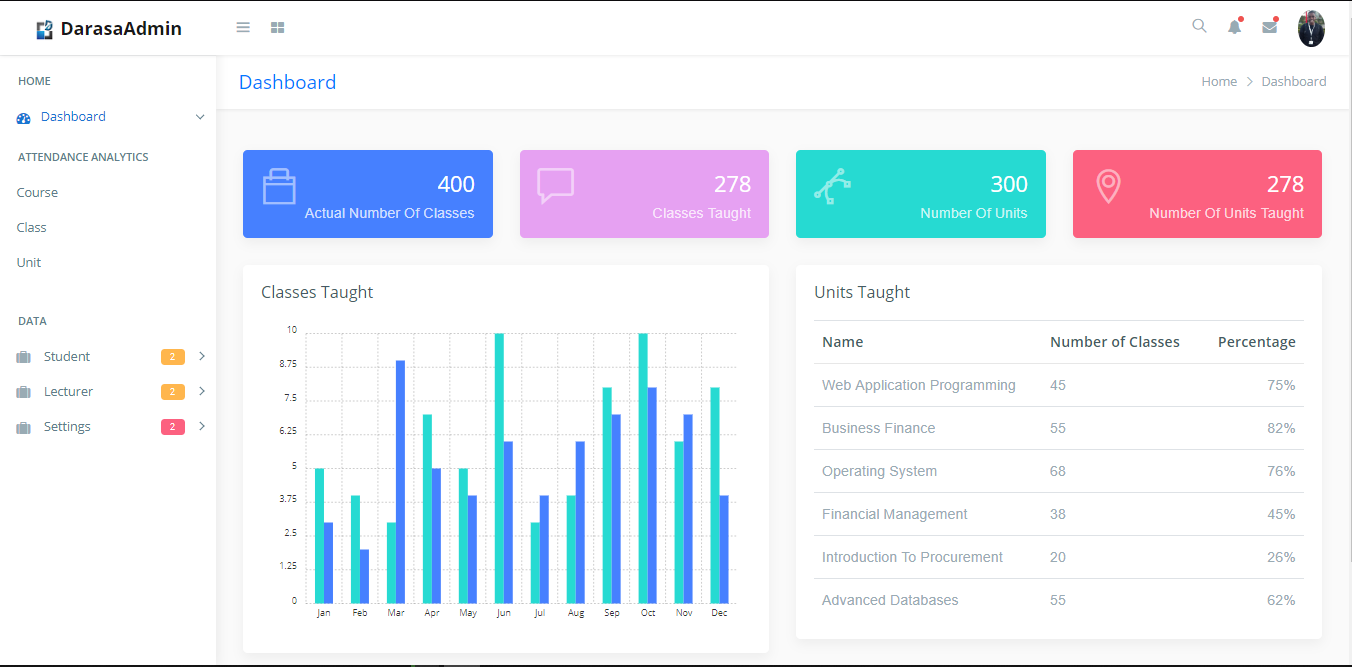 DarasaAdmin
HOME
Dashboard
ATTENDANCE ANALYTICS
Course
Class
Unit
DATA
Student 2
Lecturer 2
Settings 2
Dashboard
Home > Dashboard
400
Actual Number Of Classes
278
Classes Taught
300
Number Of Units
278
Number Of Units Taught
Classes Taught
10
8.75
7.5
6.25
5
3.75
2.5
1.25
0
Jan Feb Mar Apr May Jun Jul Aug Sep Oct Nov Dec
Units Taught
Name Number of Classes Percentage
Web Application Programming 45 75%
Business Finance 55 82%
Operating System 68 76%
Financial Management 38 45%
Introduction To Procurement 20 26%
Advanced Databases 55 62%